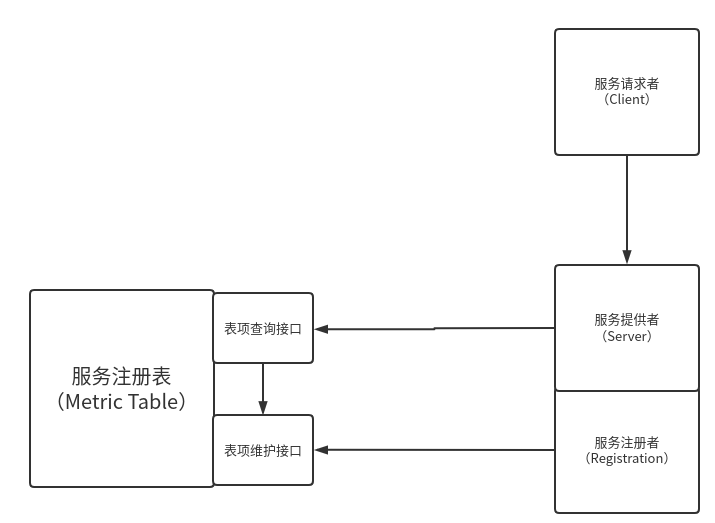 服务请求者
（Client）
服务提供者
（Server）
表项查询接口
服务注册表
（Metric Table）
表项维护接口
服务注册者
（Registration）